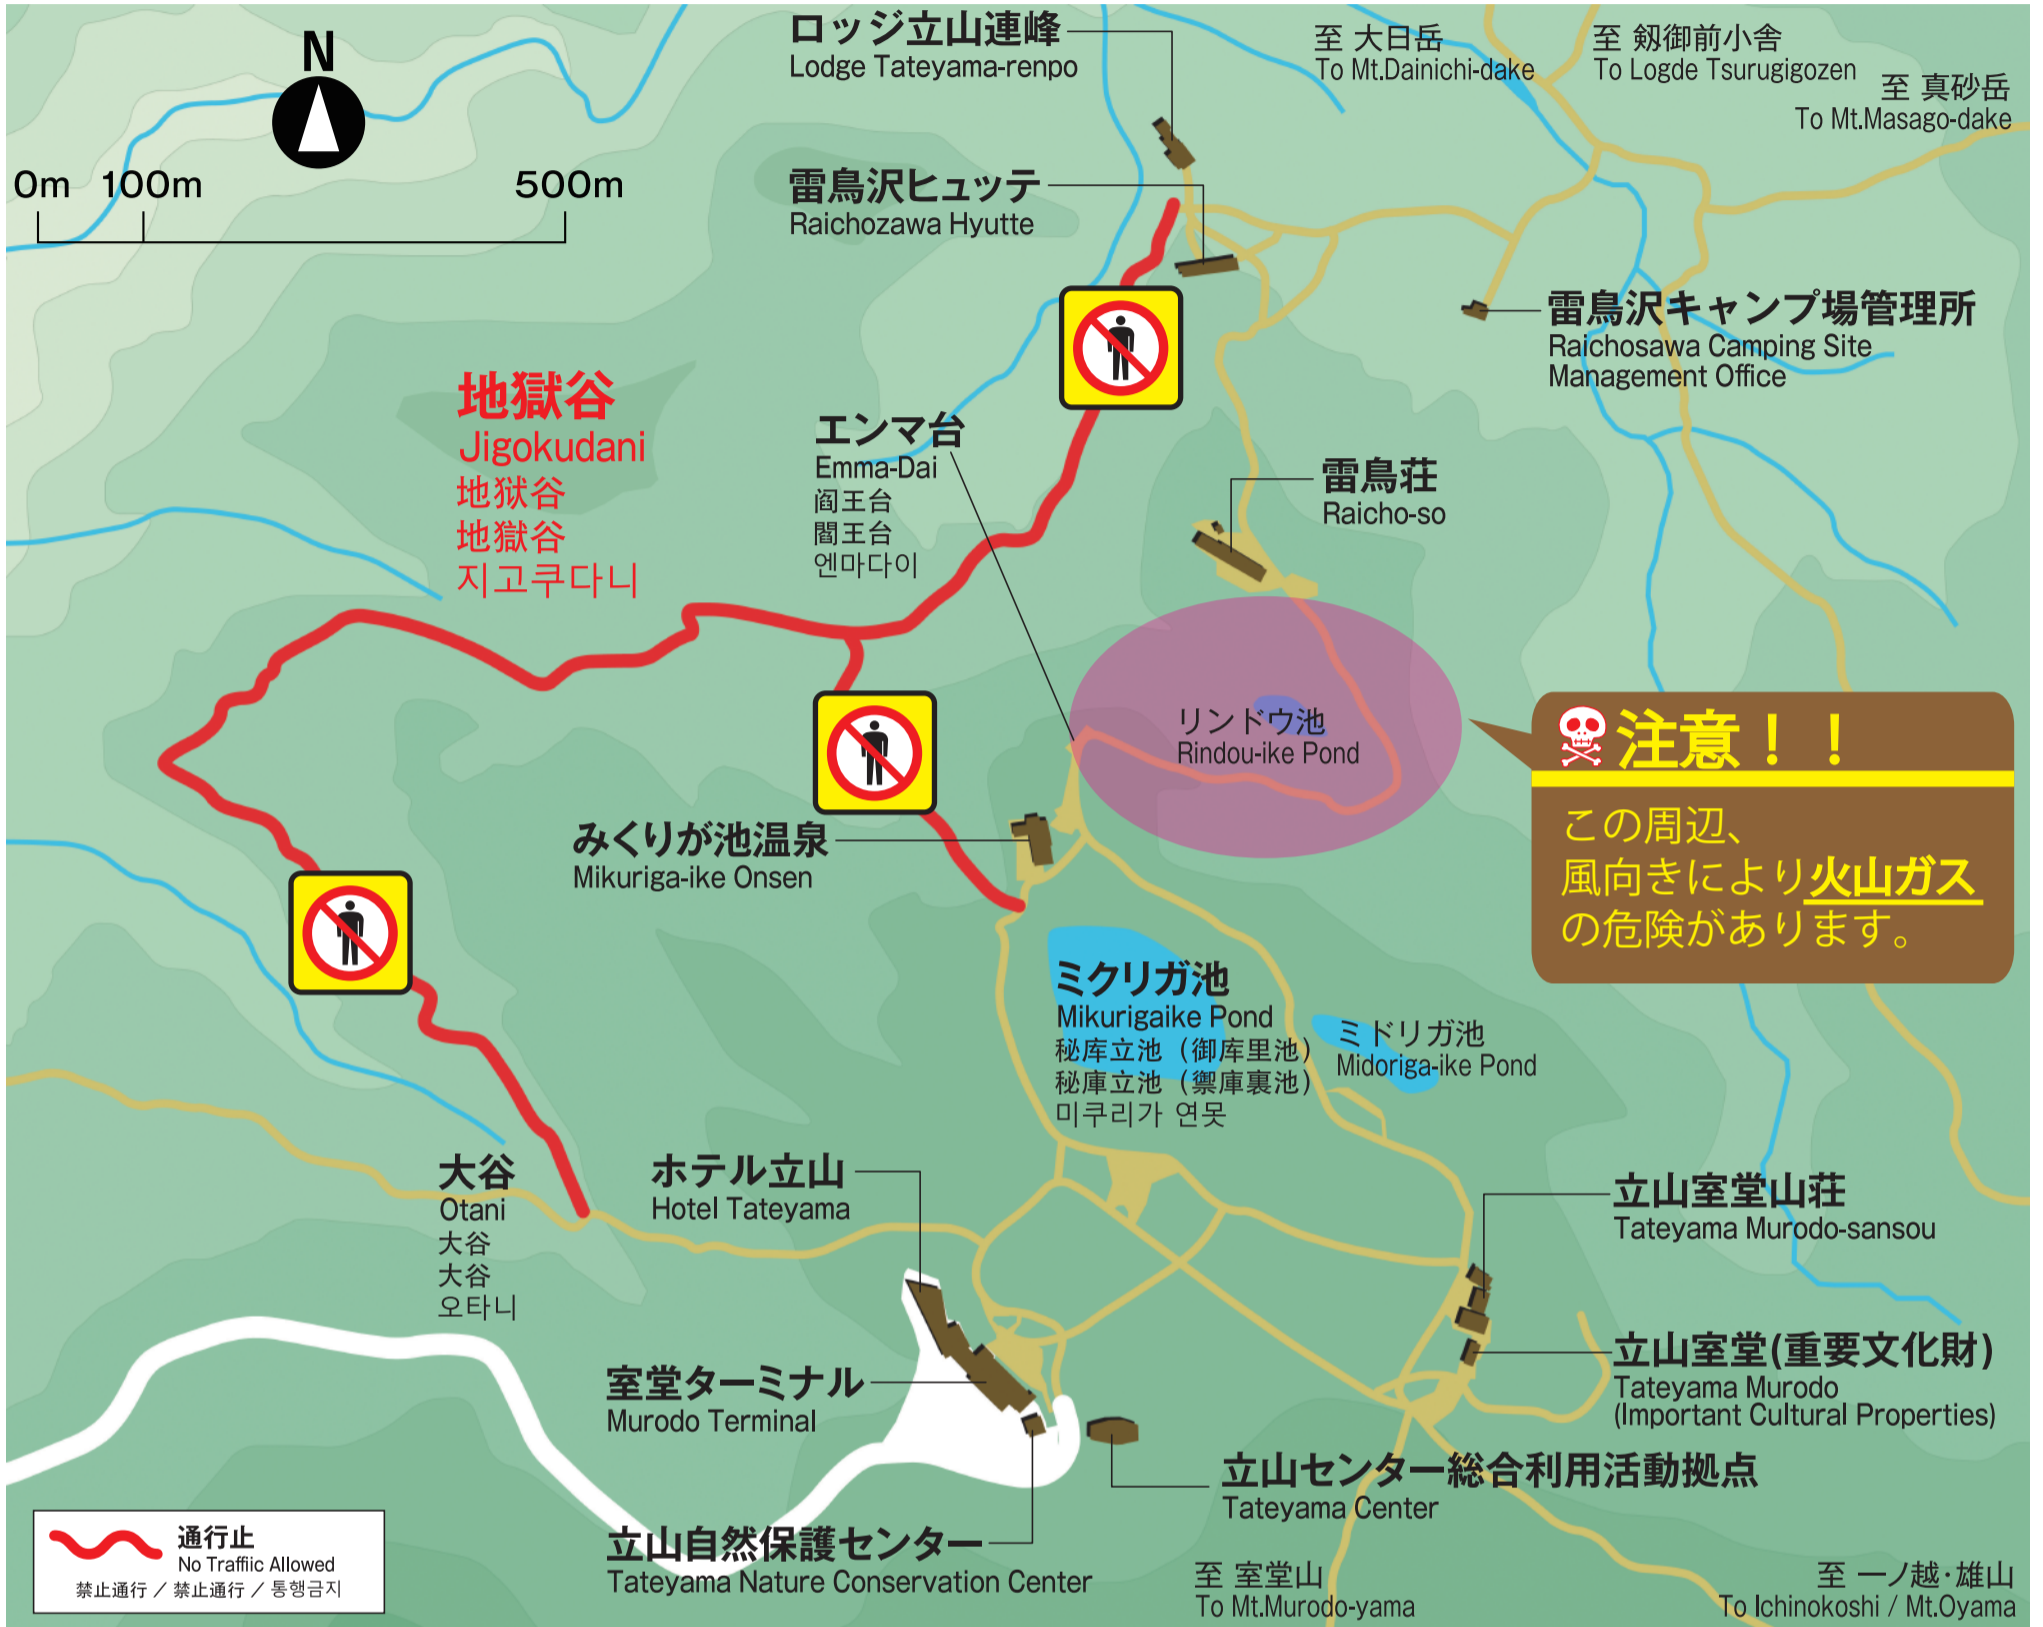 N
0m 100m 500m
ロッジ立山連峰
Lodge Tateyama-renpo
至 大日岳
To Mt.Dainichi-dake
至 剱御前小舎
To Logde Tsurugigozen
至 真砂岳
To Mt.Masago-dake
雷鳥沢ヒュッテ
Raichozawa Hyutte
雷鳥沢キャンプ場管理所
Raichosawa Camping Site
Management Office
地獄谷
Jigokudani
地狱谷
地獄谷
지고쿠다니
エンマ台
Emma-Dai
阎王台
閻王台
엔마다이
雷鳥荘
Raicho-so
リンドウ池
Rindou-ike Pond
注意！！
この周辺、
風向きにより火山ガス
の危険があります。
みくりが池温泉
Mikuriga-ike Onsen
ミクリガ池
Mikurigaike Pond
秘库立池（御库里池）
秘庫立池（禦庫裏池）
미쿠리가 연못
ミドリガ池
Midoriga-ike Pond
大谷
Otani
大谷
大谷
오타니
ホテル立山
Hotel Tateyama
立山室堂山荘
Tateyama Murodo-sansou
室堂ターミナル
Murodo Terminal
立山室堂(重要文化財)
Tateyama Murodo
(Important Cultural Properties)
立山センター総合利用活動拠点
Tateyama Center
立山自然保護センター
Tateyama Nature Conservation Center
至 室堂山
To Mt.Murodo-yama
至 一ノ越・雄山
To Ichinokoshi / Mt.Oyama
通行止
No Traffiic Allowed
禁止通行 / 禁止通行 / 통행금지